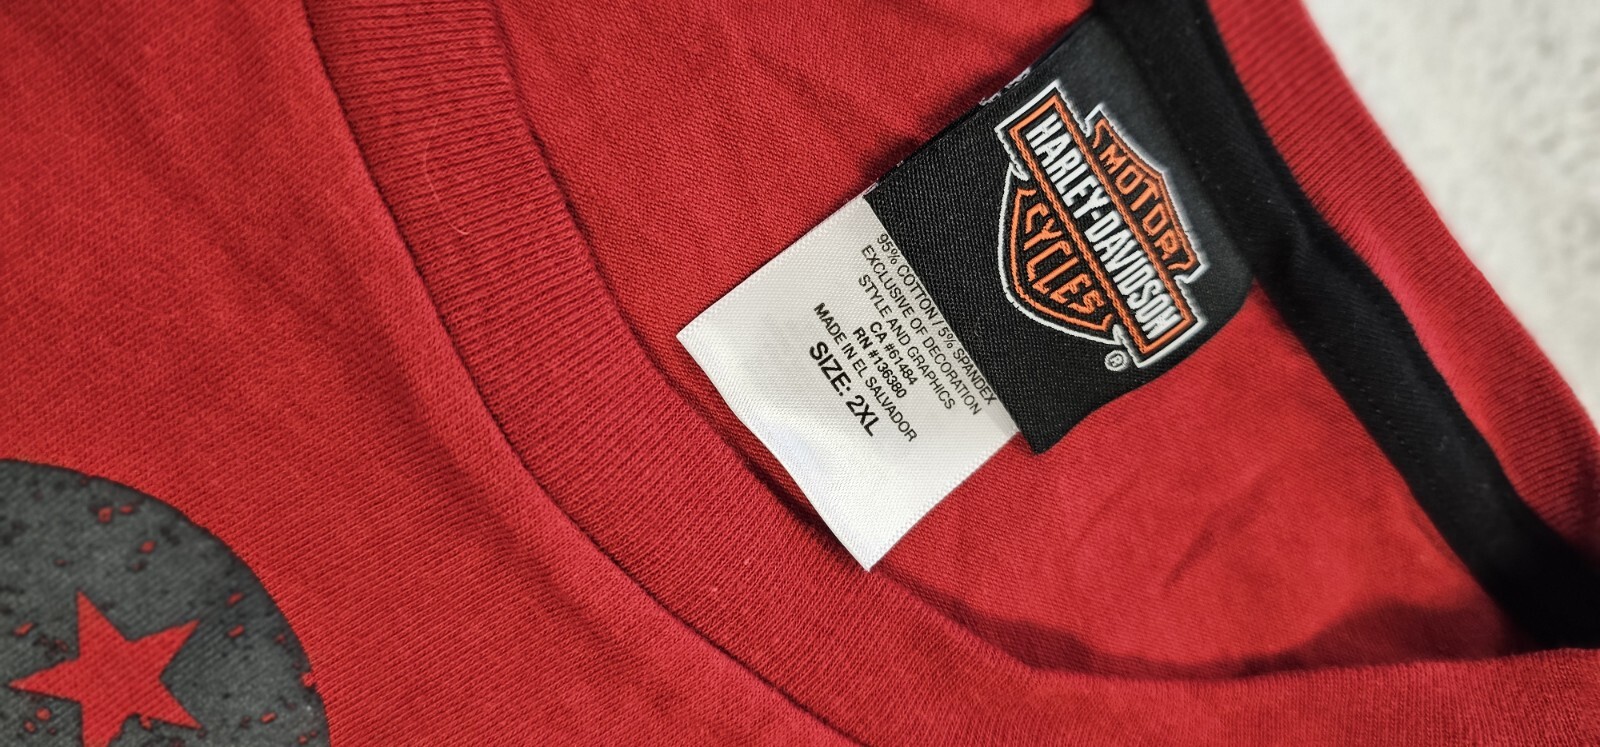 MOTOR
HARLEY-DAVIDSON
CYCLES
®
95% COTTON / 5% SPANDEX
EXCLUSIVE OF DECORATION
STYLE AND GRAPHICS
CA #61484
RN #136380
MADE IN EL SALVADOR
SIZE: 2XL